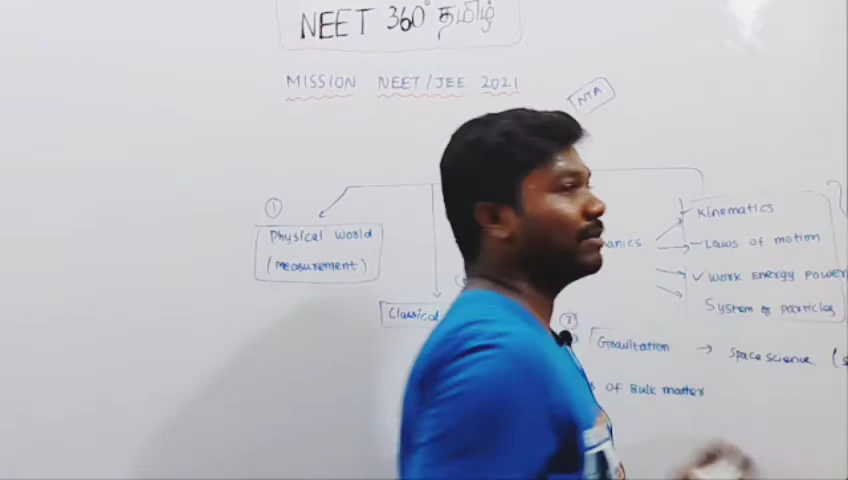 NEET 360° தமிழ்
MISSION NEET/JEE 2021
NTA
①
Physical World
(Measurement)
Classical
Kinematics
Laws of motion
✓ Work Energy Power
System of particles
③
Gravitation → Space science
of Bulk matter